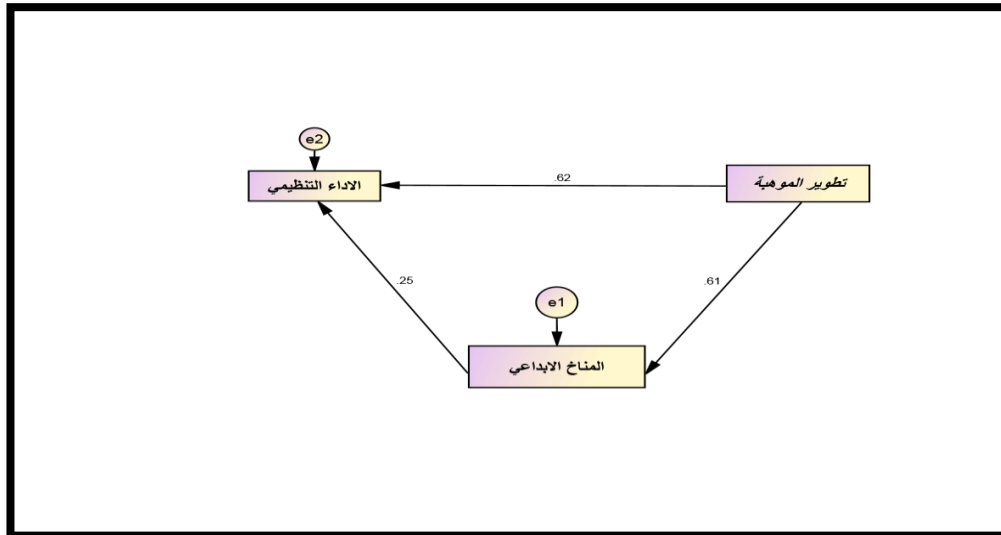 e2
الاداء التنظيمي
.62
تطوير الموهبة
.25
.61
e1
المناخ الابداعي